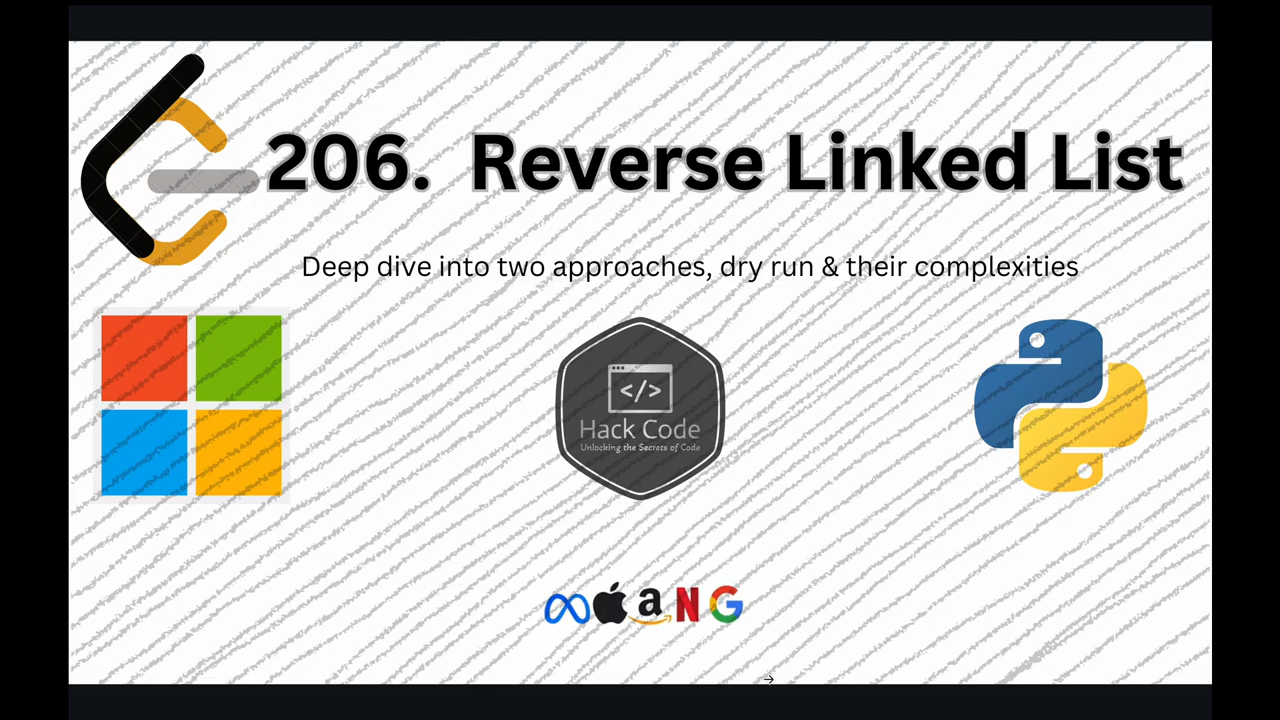 206. Reverse Linked List
Deep dive into two approaches, dry run & their complexities
</>
Hack Code
Unlocking the Secrets of Code
a N G